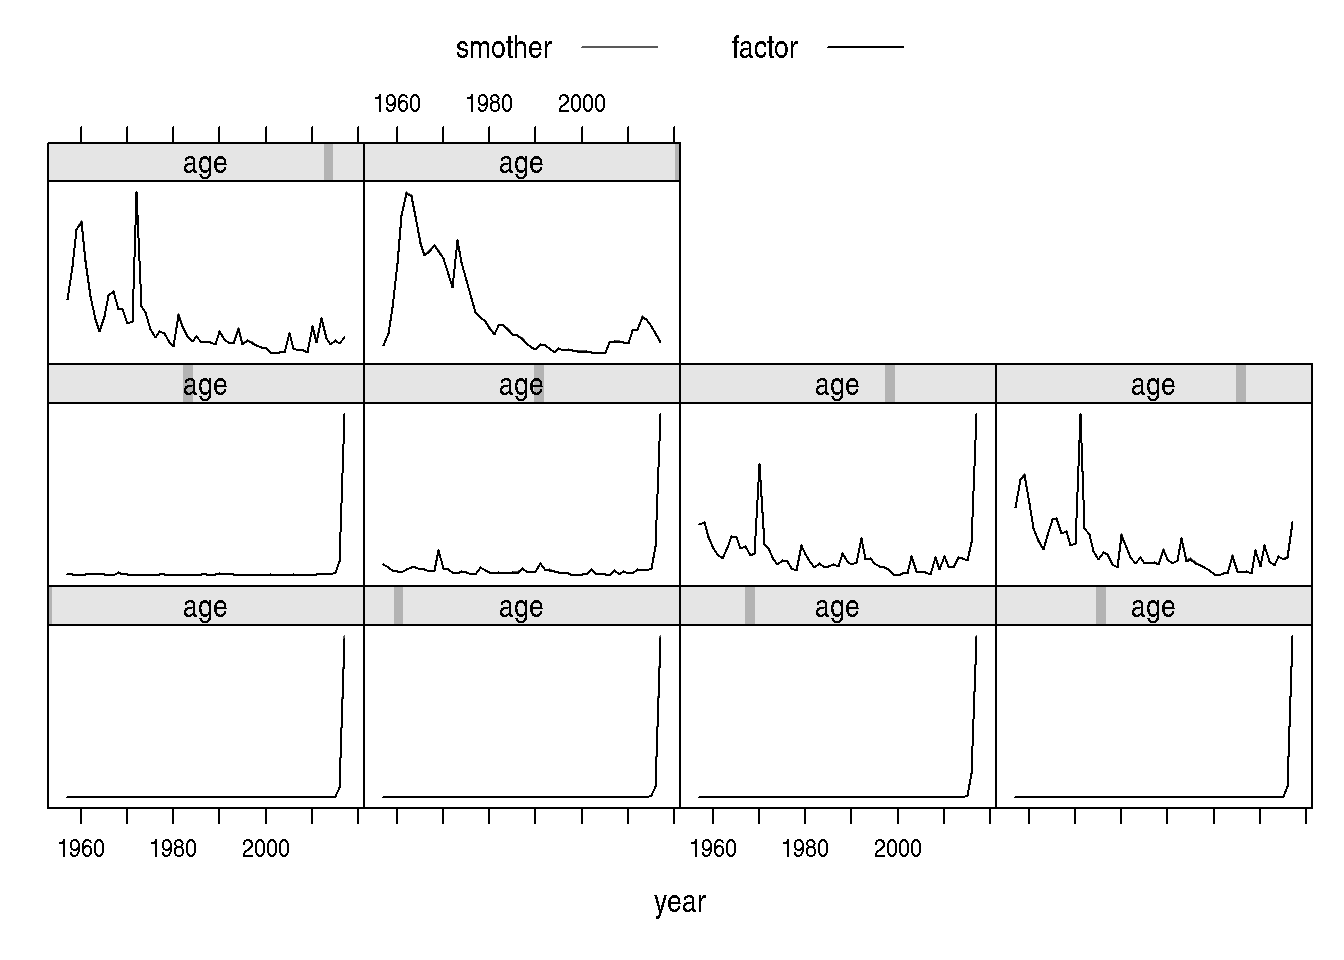 smother factor
1960 1980 2000
age age
age age age age
age age age age
1960 1980 2000 1960 1980 2000
year